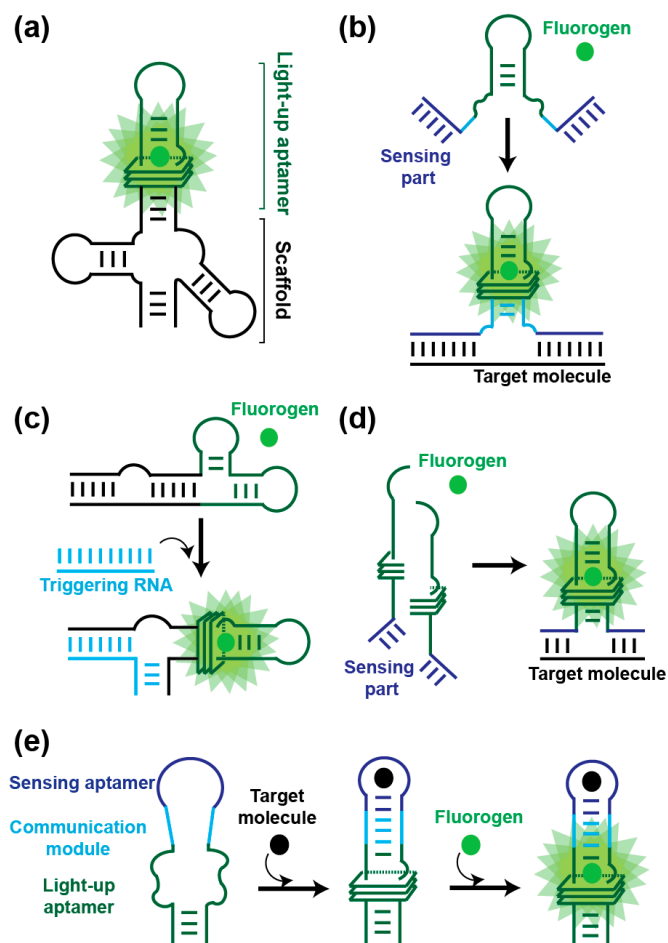 (a)
Light-up aptamer
Scaffold
(b)
Fluorogen
Sensing
part
Target molecule
(c)
Fluorogen
Triggering RNA
(d)
Fluorogen
Sensing
part
Target molecule
(e)
Sensing aptamer
Communication
module
Light-up
aptamer
Target
molecule
Fluorogen